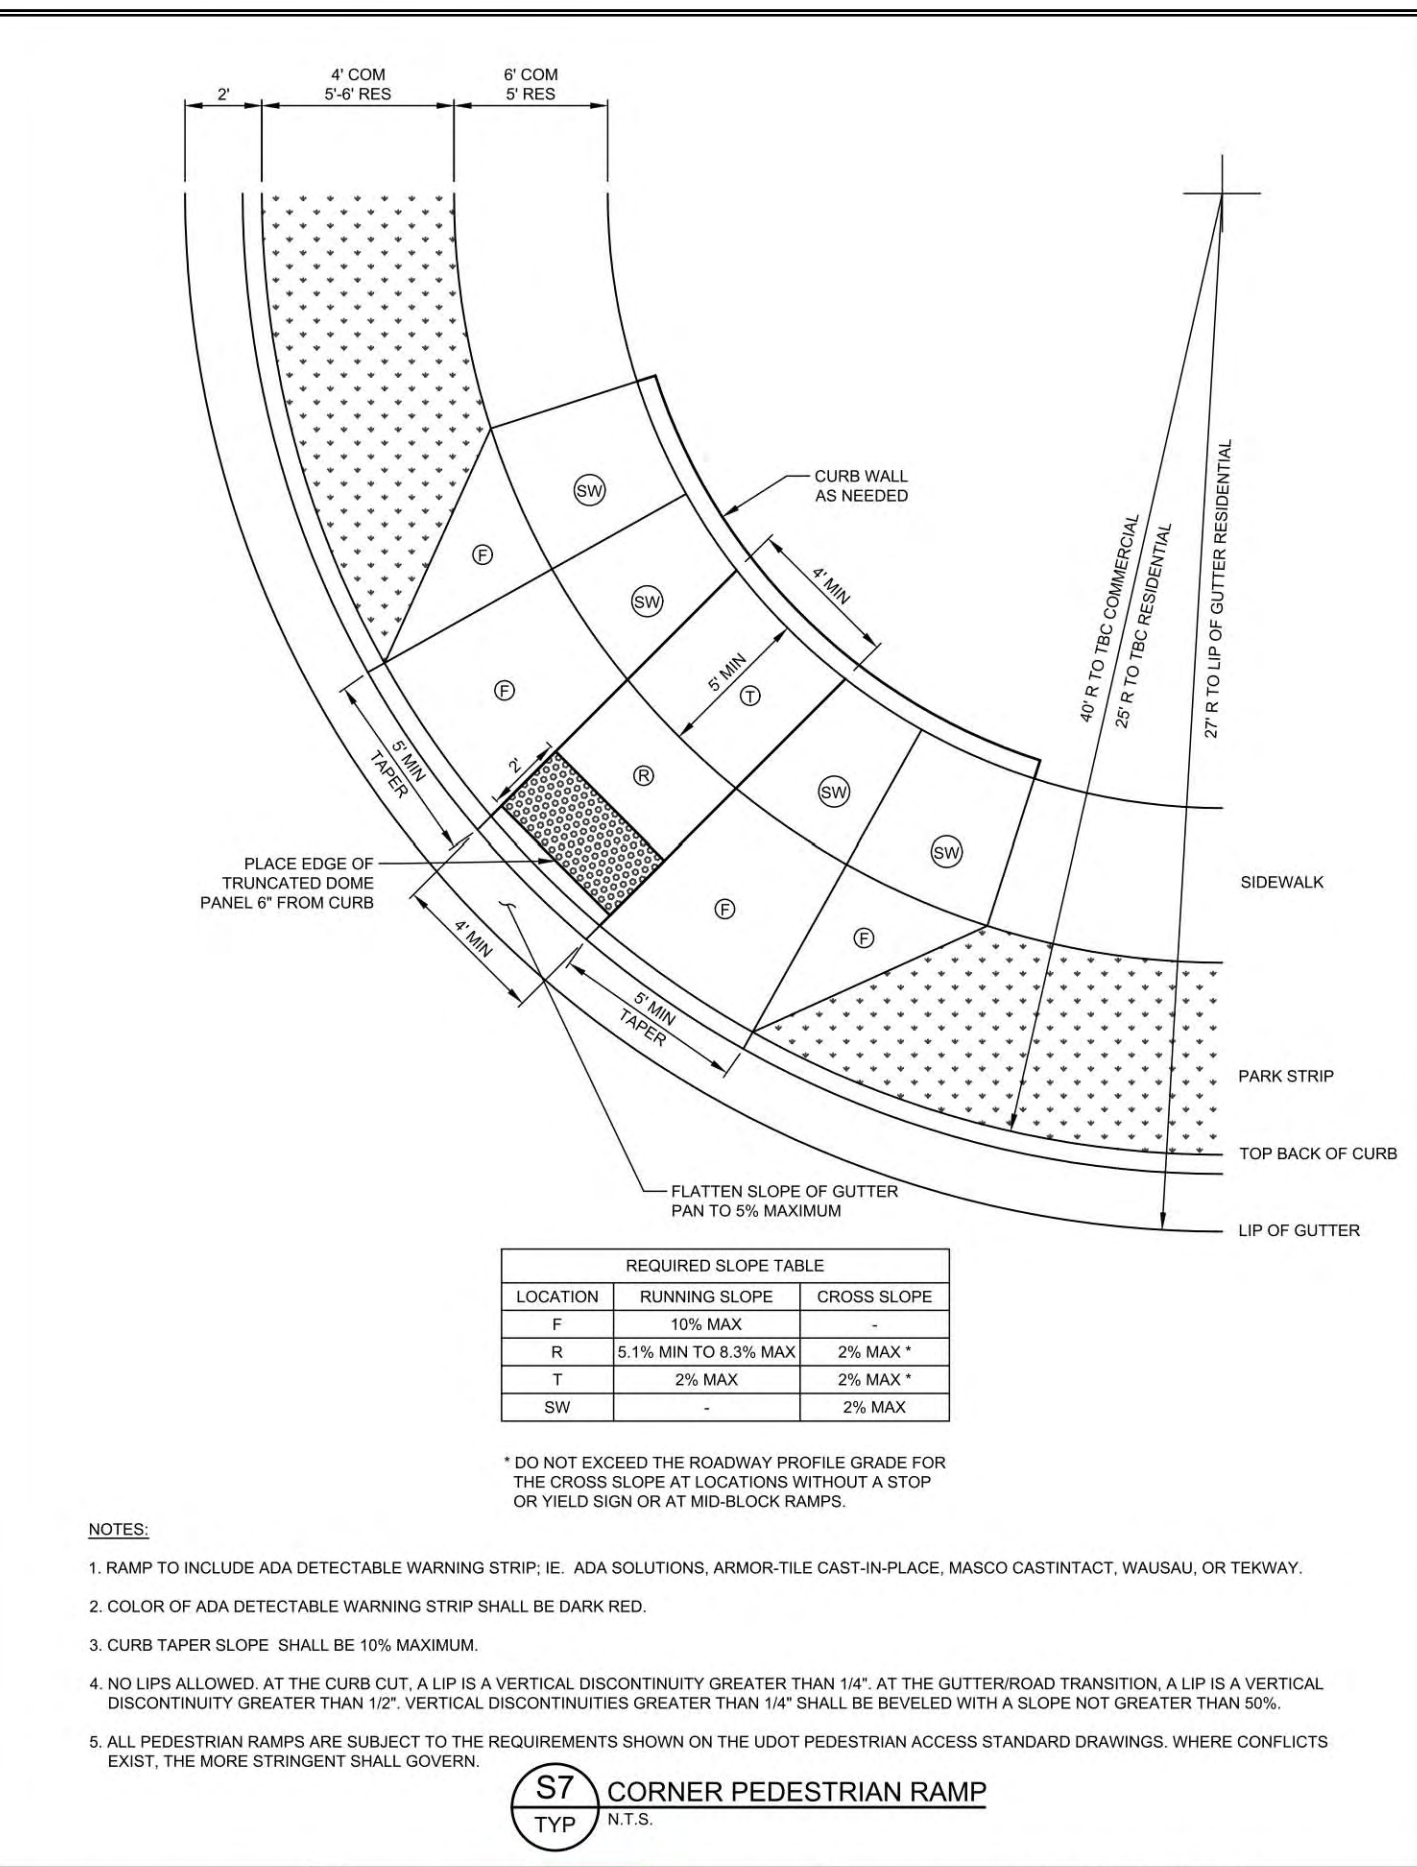 2'
4' COM
5'-6' RES
6' COM
5' RES
CURB WALL
AS NEEDED
SW
F
SW
4' MIN
5' MIN
T
F
R
2'
5' MIN
TAPER
SW
SW
F
F
PLACE EDGE OF
TRUNCATED DOME
PANEL 6" FROM CURB
4' MIN
5' MIN
TAPER
40' R TO TBC COMMERCIAL
25' R TO TBC RESIDENTIAL
27' R TO LIP OF GUTTER RESIDENTIAL
SIDEWALK
PARK STRIP
TOP BACK OF CURB
LIP OF GUTTER
FLATTEN SLOPE OF GUTTER
PAN TO 5% MAXIMUM
REQUIRED SLOPE TABLE
LOCATION RUNNING SLOPE CROSS SLOPE
F 10% MAX -
R 5.1% MIN TO 8.3% MAX 2% MAX *
T 2% MAX 2% MAX *
SW - 2% MAX
* DO NOT EXCEED THE ROADWAY PROFILE GRADE FOR
THE CROSS SLOPE AT LOCATIONS WITHOUT A STOP
OR YIELD SIGN OR AT MID-BLOCK RAMPS.
NOTES:
1. RAMP TO INCLUDE ADA DETECTABLE WARNING STRIP; IE. ADA SOLUTIONS, ARMOR-TILE CAST-IN-PLACE, MASCO CASTINTACT, WAUSAU, OR TEKWAY.
2. COLOR OF ADA DETECTABLE WARNING STRIP SHALL BE DARK RED.
3. CURB TAPER SLOPE SHALL BE 10% MAXIMUM.
4. NO LIPS ALLOWED. AT THE CURB CUT, A LIP IS A VERTICAL DISCONTINUITY GREATER THAN 1/4". AT THE GUTTER/ROAD TRANSITION, A LIP IS A VERTICAL
DISCONTINUITY GREATER THAN 1/2". VERTICAL DISCONTINUITIES GREATER THAN 1/4" SHALL BE BEVELED WITH A SLOPE NOT GREATER THAN 50%.
5. ALL PEDESTRIAN RAMPS ARE SUBJECT TO THE REQUIREMENTS SHOWN ON THE UDOT PEDESTRIAN ACCESS STANDARD DRAWINGS. WHERE CONFLICTS
EXIST, THE MORE STRINGENT SHALL GOVERN.
S7
TYP
CORNER PEDESTRIAN RAMP
N.T.S.